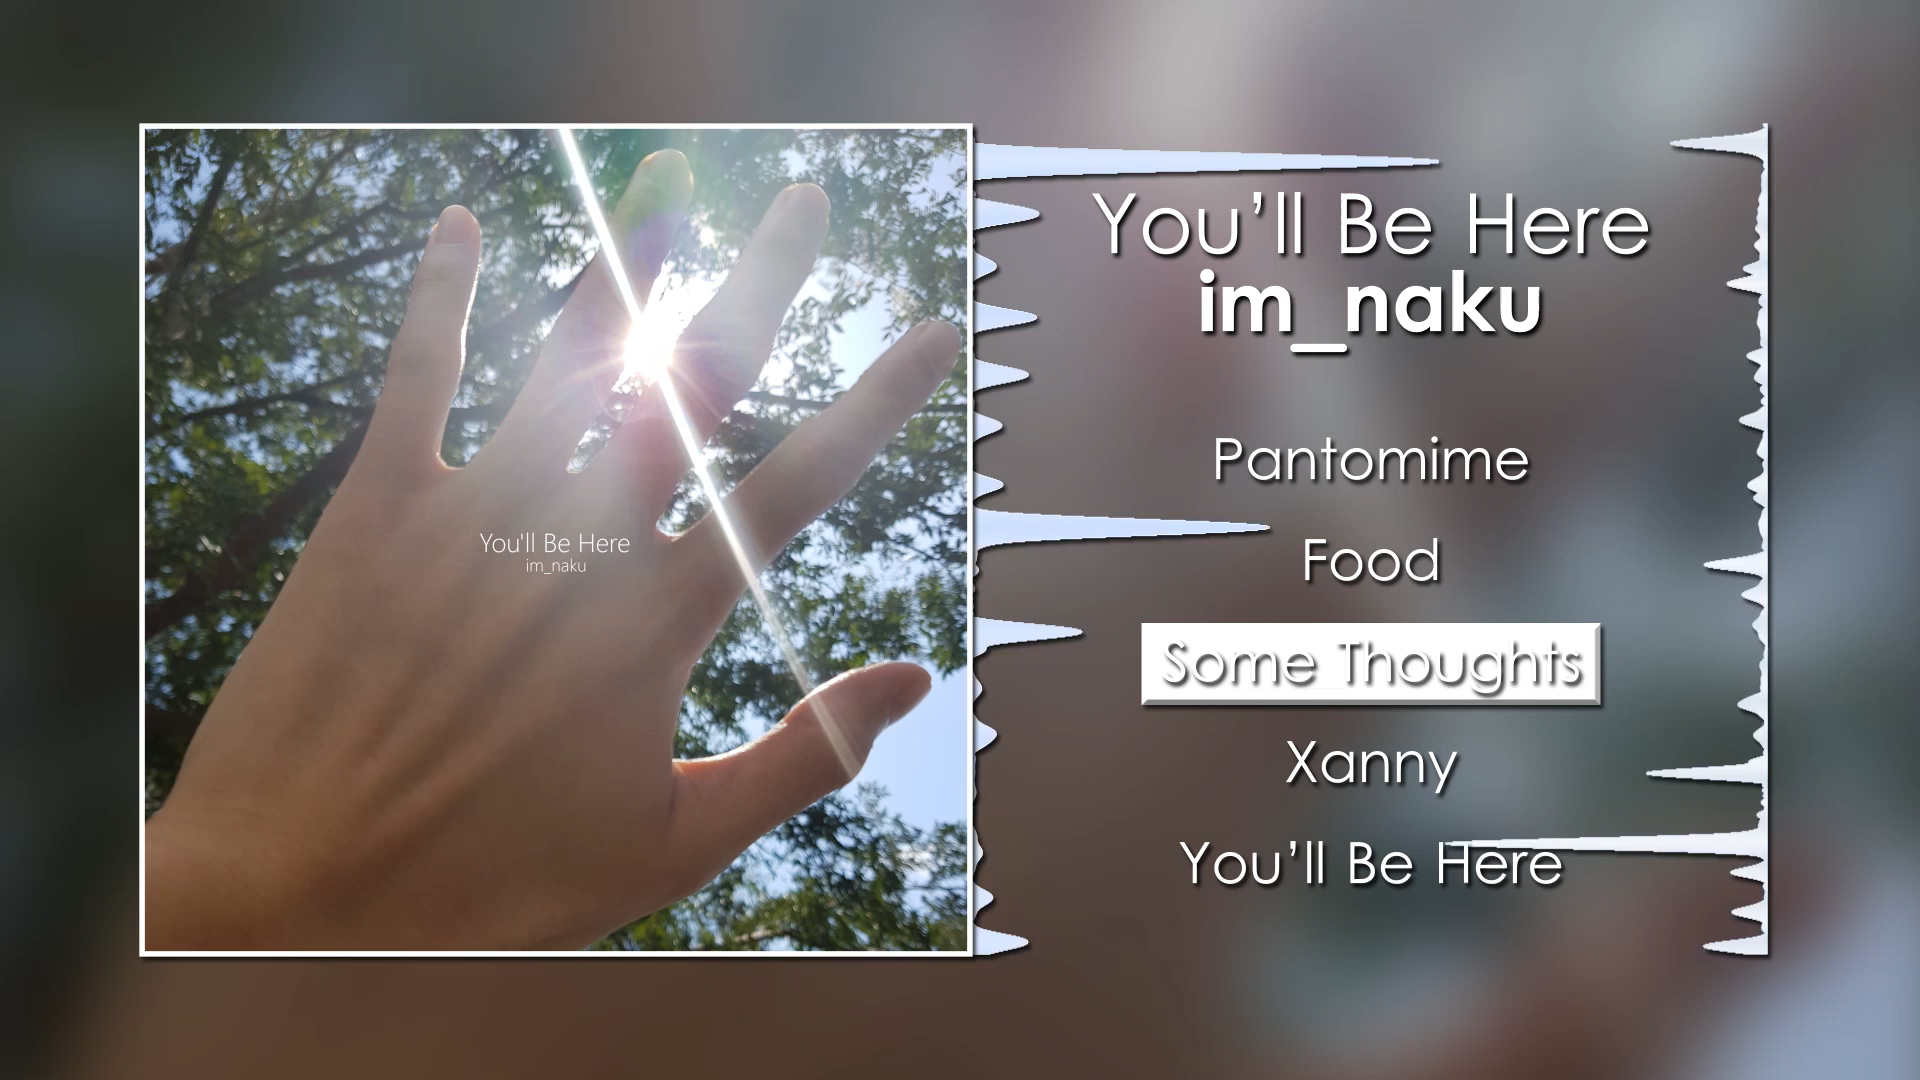 You'll Be Here
im_naku
You’ll Be Here
im_naku
Pantomime
Food
Some Thoughts
Xanny
You’ll Be Here